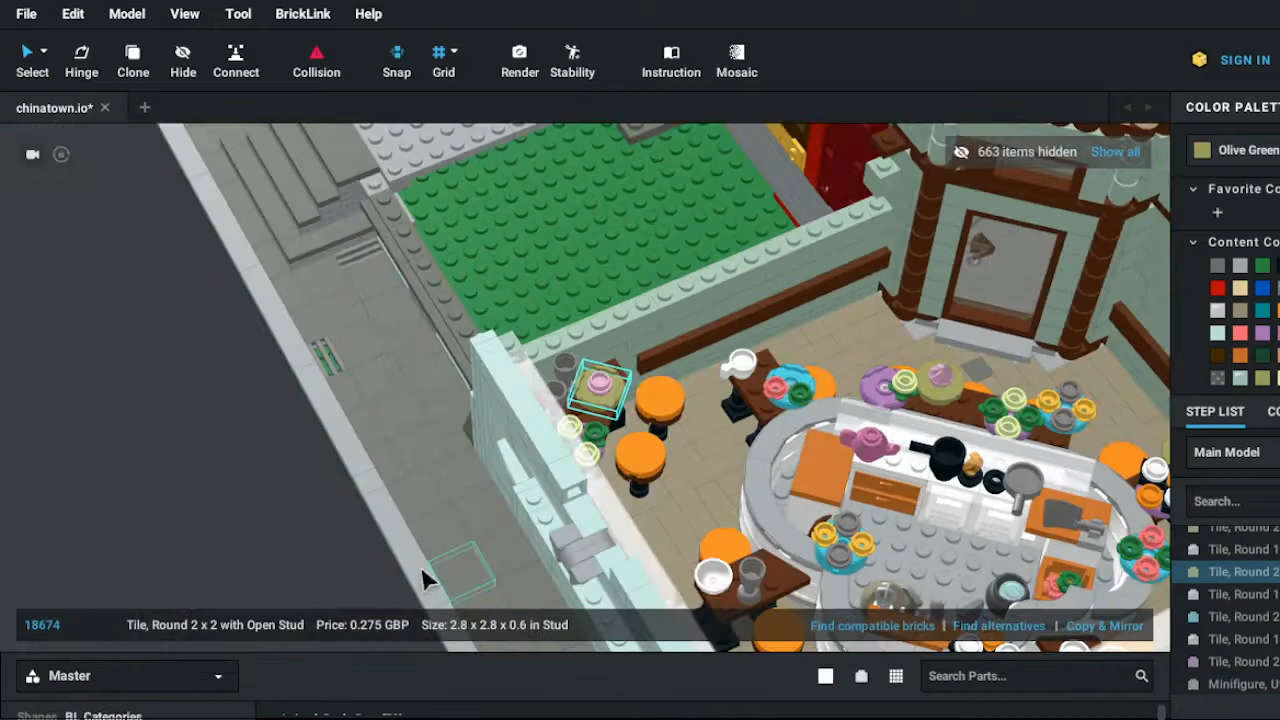 File Edit Model View Tool BrickLink Help
Select Hinge Clone Hide Connect Collision Snap Grid Render Stability Instruction Mosaic
SIGN IN
chinatown.io*
COLOR PALET
663 items hidden Show all
Olive Green
Favorite Co
Content Co
STEP LIST
Main Model
Search...
Tile, Round 2
Tile, Round 1
Tile, Round 2
Tile, Round 1
Tile, Round 2
Tile, Round 1
Tile, Round 2
Minifigure, U
18674 Tile, Round 2 x 2 with Open Stud Price: 0.275 GBP Size: 2.8 x 2.8 x 0.6 in Stud
Find compatible bricks | Find alternatives | Copy & Mirror
Master
Search Parts...
Shapes BL Categories